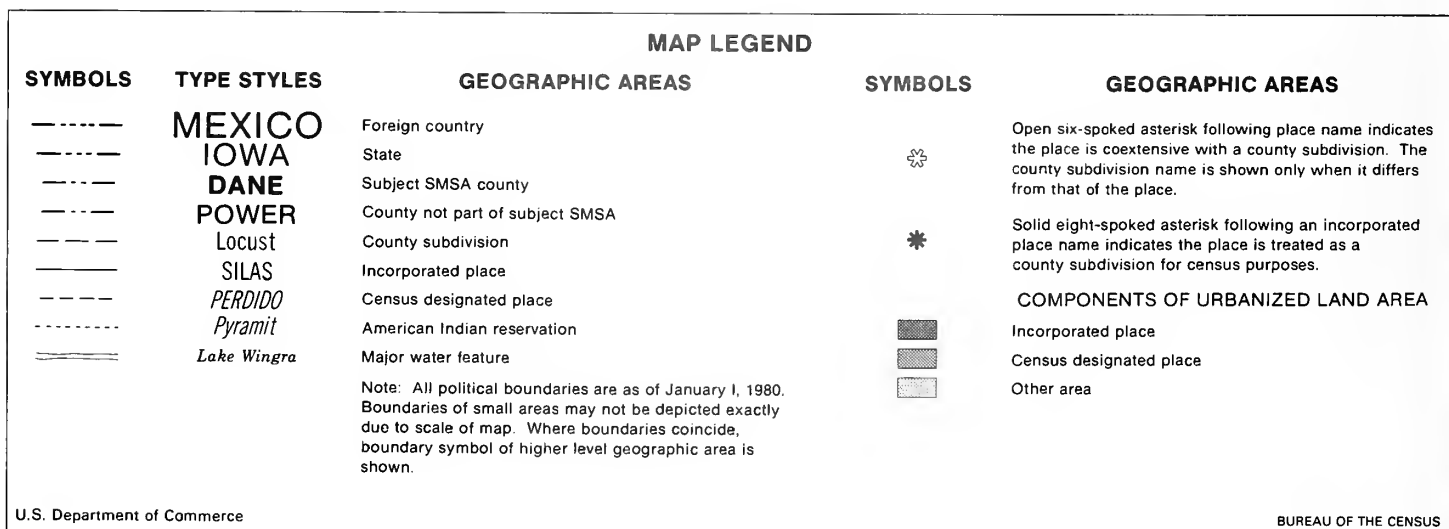 MAP LEGEND
SYMBOLS TYPE STYLES GEOGRAPHIC AREAS
MEXICO Foreign country
IOWA State
DANE Subject SMSA county
POWER County not part of subject SMSA
Locust County subdivision
SILAS Incorporated place
PERDIDO Census designated place
Pyramit American Indian reservation
Lake Wingra Major water feature
Note: All political boundaries are as of January I, 1980.
Boundaries of small areas may not be depicted exactly
due to scale of map. Where boundaries coincide,
boundary symbol of higher level geographic area is
shown.
SYMBOLS GEOGRAPHIC AREAS
Open six-spoked asterisk following place name indicates
the place is coextensive with a county subdivision. The
county subdivision name is shown only when it differs
from that of the place.
Solid eight-spoked asterisk following an incorporated
place name indicates the place is treated as a
county subdivision for census purposes.
COMPONENTS OF URBANIZED LAND AREA
Incorporated place
Census designated place
Other area
U.S. Department of Commerce
BUREAU OF THE CENSUS